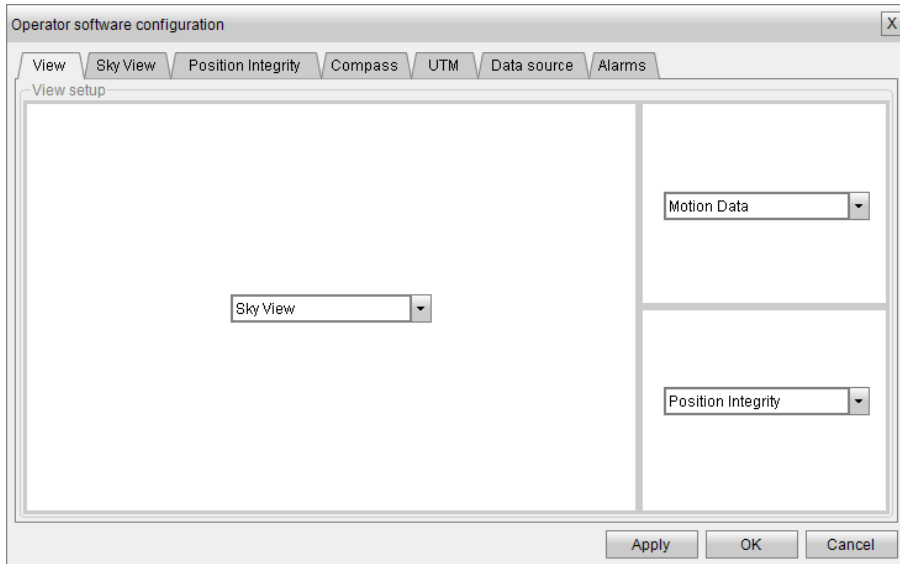 Operator software configuration X
View Sky View Position Integrity Compass UTM Data source Alarms
View setup
Motion Data
Sky View
Position Integrity
Apply OK Cancel